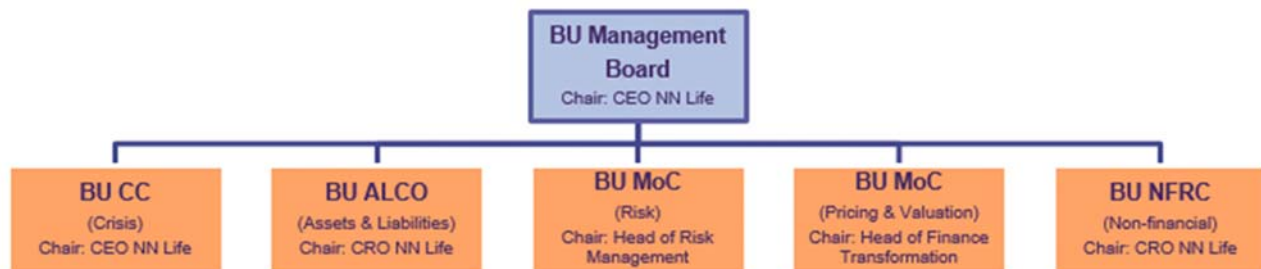 BU Management
Board
Chair: CEO NN Life
BU CC
(Crisis)
Chair: CEO NN Life
BU ALCO
(Assets & Liabilities)
Chair: CRO NN Life
BU MoC
(Risk)
Chair: Head of Risk
Management
BU MoC
(Pricing & Valuation)
Chair: Head of Finance
Transformation
BU NFRC
(Non-financial)
Chair: CRO NN Life